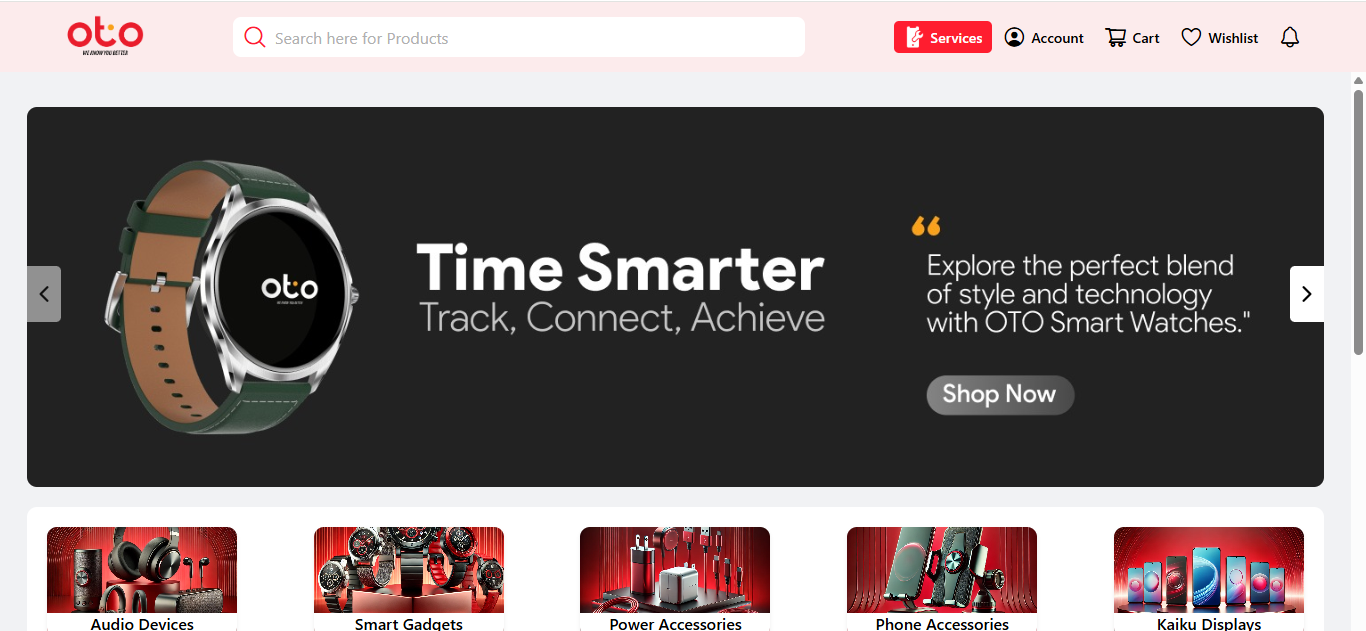 oto
WE KNOW YOU BETTER
Search here for Products
Services
Account
Cart
Wishlist
oto
Time Smarter
Track, Connect, Achieve
“
Explore the perfect blend
of style and technology
with OTO Smart Watches."
Shop Now
Audio Devices
Smart Gadgets
Power Accessories
Phone Accessories
Kaiku Displays